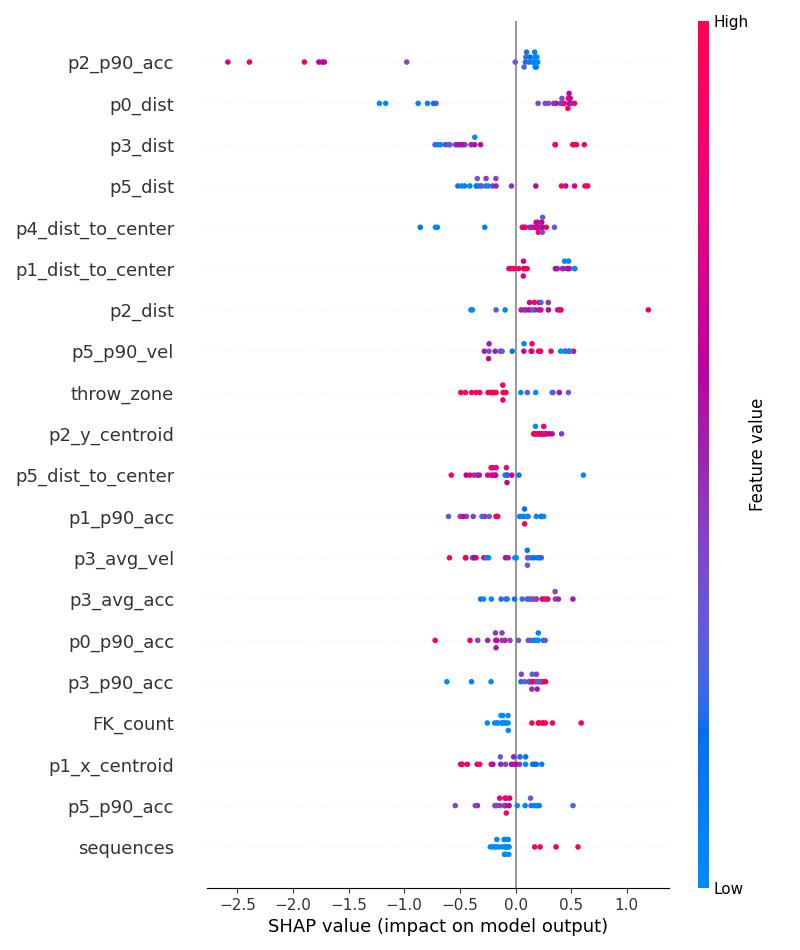 High
p2_p90_acc
p0_dist
p3_dist
p5_dist
p4_dist_to_center
p1_dist_to_center
p2_dist
p5_p90_vel
throw_zone
p2_y_centroid
p5_dist_to_center
p1_p90_acc
p3_avg_vel
p3_avg_acc
p0_p90_acc
p3_p90_acc
FK_count
p1_x_centroid
p5_p90_acc
sequences
Feature value
Low
−2.5 −2.0 −1.5 −1.0 −0.5 0.0 0.5 1.0
SHAP value (impact on model output)